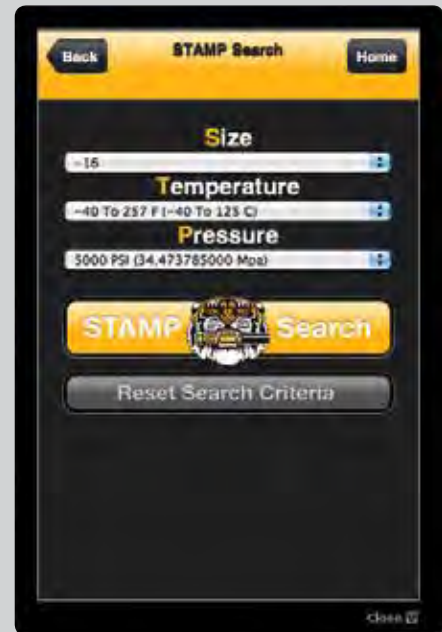 Back
STAMP Search
Home
Size
-16
Temperature
-40 To 257 F (-40 To 125 C)
Pressure
5000 PSI (34.473785000 Mpa)
STAMP Search
Reset Search Criteria
Close